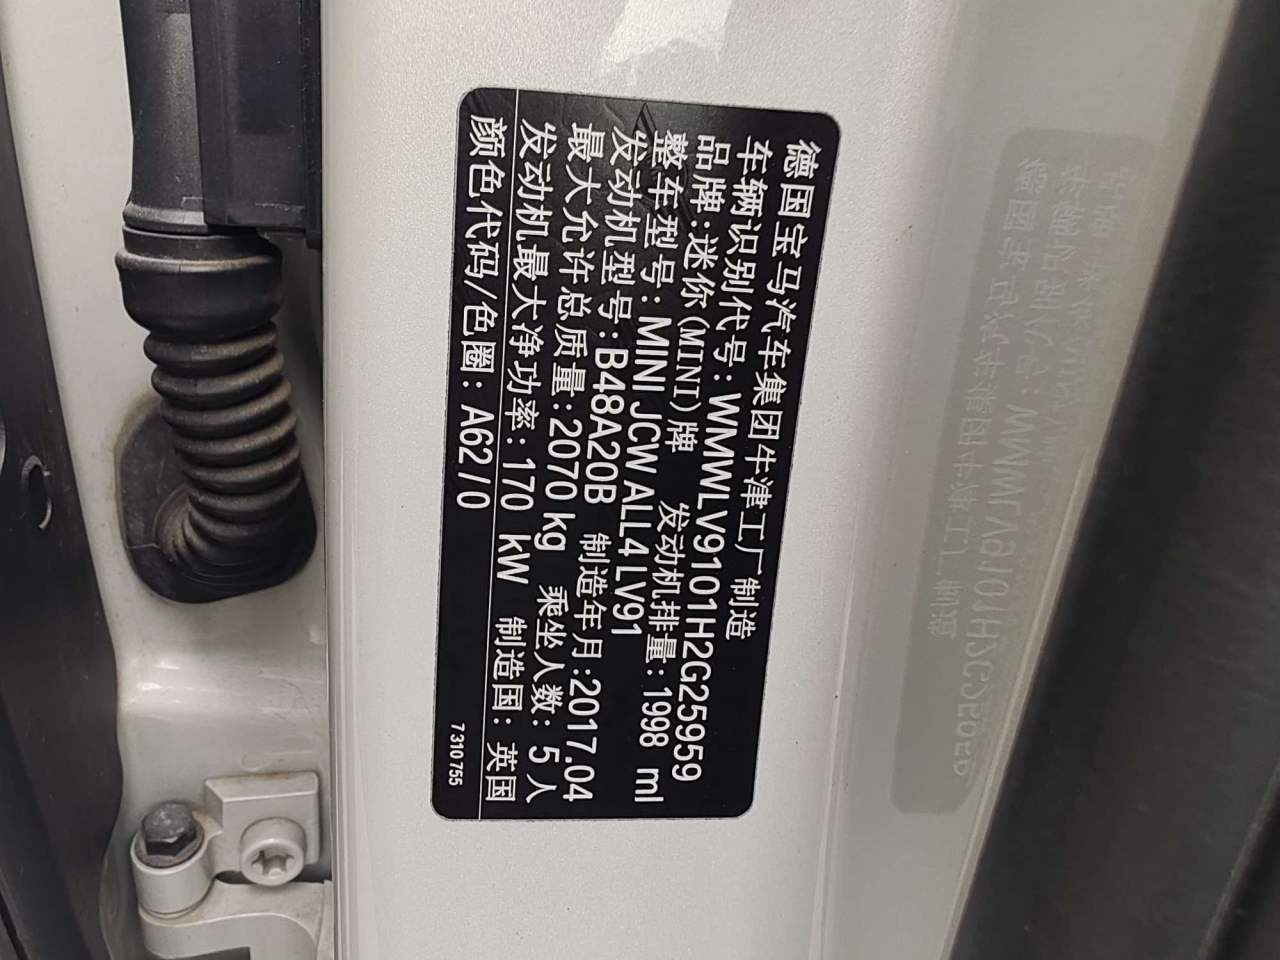 德国宝马汽车集团牛津工厂制造
车辆识别代号:WMWLV9101H2G25959
品牌:迷你(MINI)牌 发动机排量:1998 ml
整车型号:MINI JCW ALL4 LV91
发动机型号:B48A20B 制造年月:2017.04
最大允许总质量:2070 kg 乘坐人数:5人
发动机最大净功率:170 kW 制造国:英国
颜色代码/色圈:A62/0 7310755